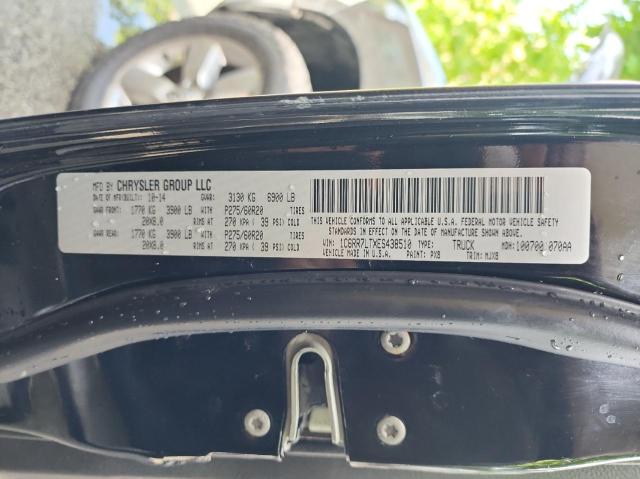 MFD BY CHRYSLER GROUP LLC
DATE OF MFR(BUILT): 10-14 GVWR: 3130 KG 6900 LB
GAWR FRONT: 1770 KG 3900 LB WITH P275/60R20 TIRES
20X8.0 RIMS AT 270 KPA ( 39 PSI) COLD
GAWR REAR: 1770 KG 3900 LB WITH P275/60R20 TIRES
20X8.0 RIMS AT 270 KPA ( 39 PSI) COLD
THIS VEHICLE CONFORMS TO ALL APPLICABLE U.S.A. FEDERAL MOTOR VEHICLE SAFETY
STANDARDS IN EFFECT ON THE DATE OF MANUFACTURE SHOWN ABOVE.
VIN: 1C6RR7LTXES438510 TYPE: TRUCK MDH: 100700 070AA
VEHICLE MADE IN U.S.A. PAINT: PX8 TRIM: MJX8